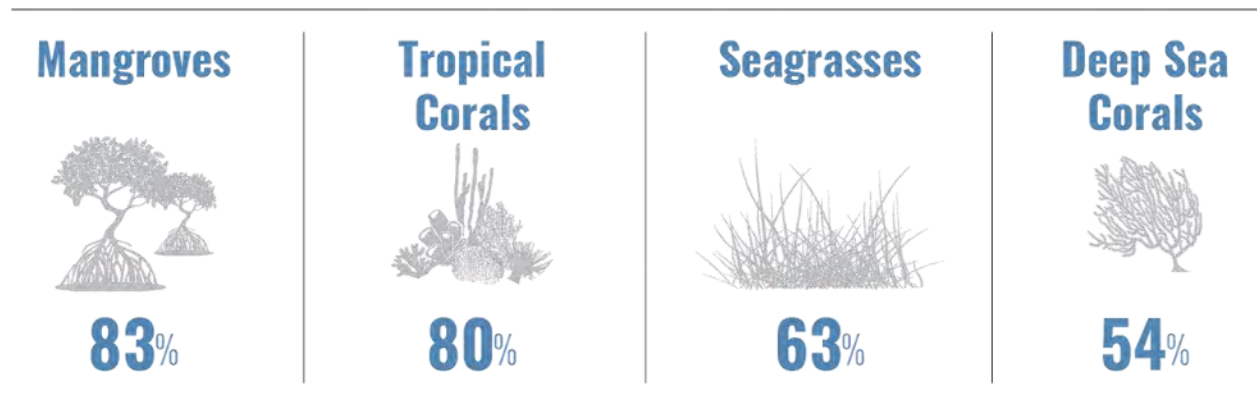 Mangroves
Tropical
Corals
Seagrasses
Deep Sea
Corals
83%
80%
63%
54%